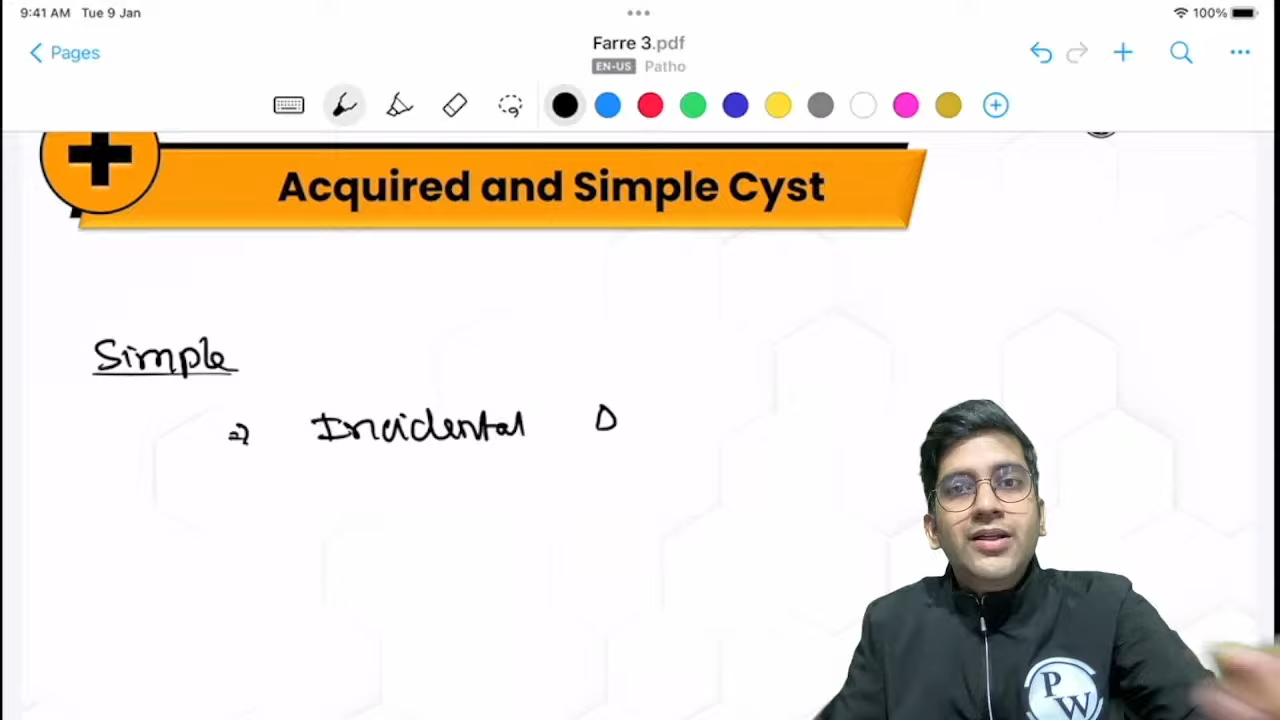 9:41 AM Tue 9 Jan
100%
Pages
Farre 3.pdf
EN-US Patho
Acquired and Simple Cyst
Simple
⇒ Incidental D
PW